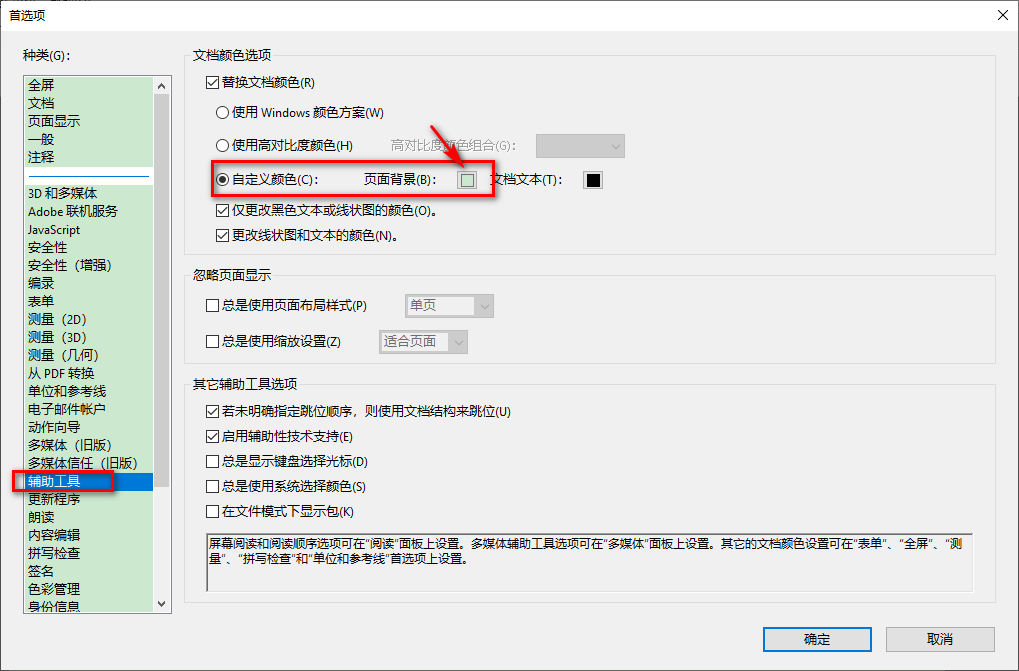 首选项
种类(G):
全屏
文档
页面显示
一般
注释
3D 和多媒体
Adobe 联机服务
JavaScript
安全性
安全性（增强）
编录
表单
测量（2D）
测量（3D）
测量（几何）
从 PDF 转换
单位和参考线
电子邮件帐户
动作向导
多媒体（旧版）
多媒体信任（旧版）
辅助工具
更新程序
朗读
内容编辑
拼写检查
签名
色彩管理
身份信息
文档颜色选项
替换文档颜色(R)
使用 Windows 颜色方案(W)
使用高对比度颜色(H) 高对比度颜色组合(G):
自定义颜色(C): 页面背景(B): 文档文本(T):
仅更改黑色文本或线状图的颜色(O)。
更改线状图和文本的颜色(N)。
忽略页面显示
总是使用页面布局样式(P) 单页
总是使用缩放设置(Z) 适合页面
其它辅助工具选项
若未明确指定跳位顺序，则使用文档结构来跳位(U)
启用辅助性技术支持(E)
总是显示键盘选择光标(D)
总是使用系统选择颜色(S)
在文件模式下显示包(K)
屏幕阅读和阅读顺序选项可在“阅读”面板上设置。多媒体辅助工具选项可在“多媒体”面板上设置。其它的文档颜色设置可在“表单”、“全屏”、“测
量”、“拼写检查”和“单位和参考线”首选项上设置。
确定 取消